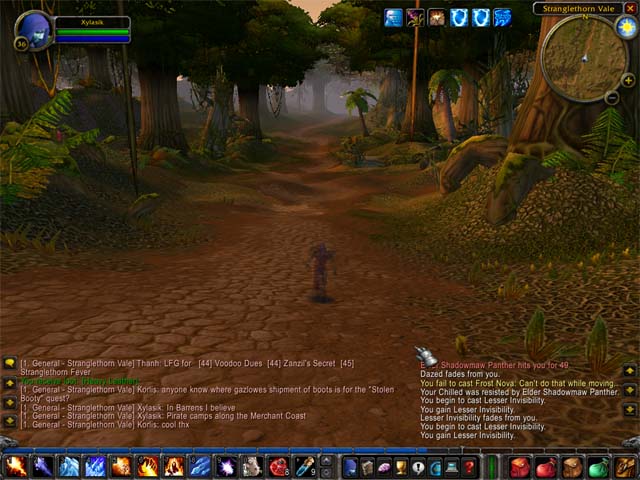 Xylasik
36
Stranglethorn Vale
N
[1. General - Stranglethorn Vale] Thanh: LFG for [44] Voodoo Dues [44] Zanzil's Secret [45]
Stranglethorn Fever
[1. General - Stranglethorn Vale] Korlis: anyone know where gazlowes shipment of boots is for the "Stolen
Booty" quest?
[1. General - Stranglethorn Vale] Xylasik: In Barrens I believe
[1. General - Stranglethorn Vale] Xylasik: Pirate camps along the Merchant Coast
[1. General - Stranglethorn Vale] Korlis: cool thx
Shadowmaw Panther hits you for 49.
Dazed fades from you.
You fail to cast Frost Nova: Can't do that while moving..
Your Chilled was resisted by Elder Shadowmaw Panther.
You begin to cast Lesser Invisibility.
You gain Lesser Invisibility.
Lesser Invisibility fades from you.
You begin to cast Lesser Invisibility.
You gain Lesser Invisibility.